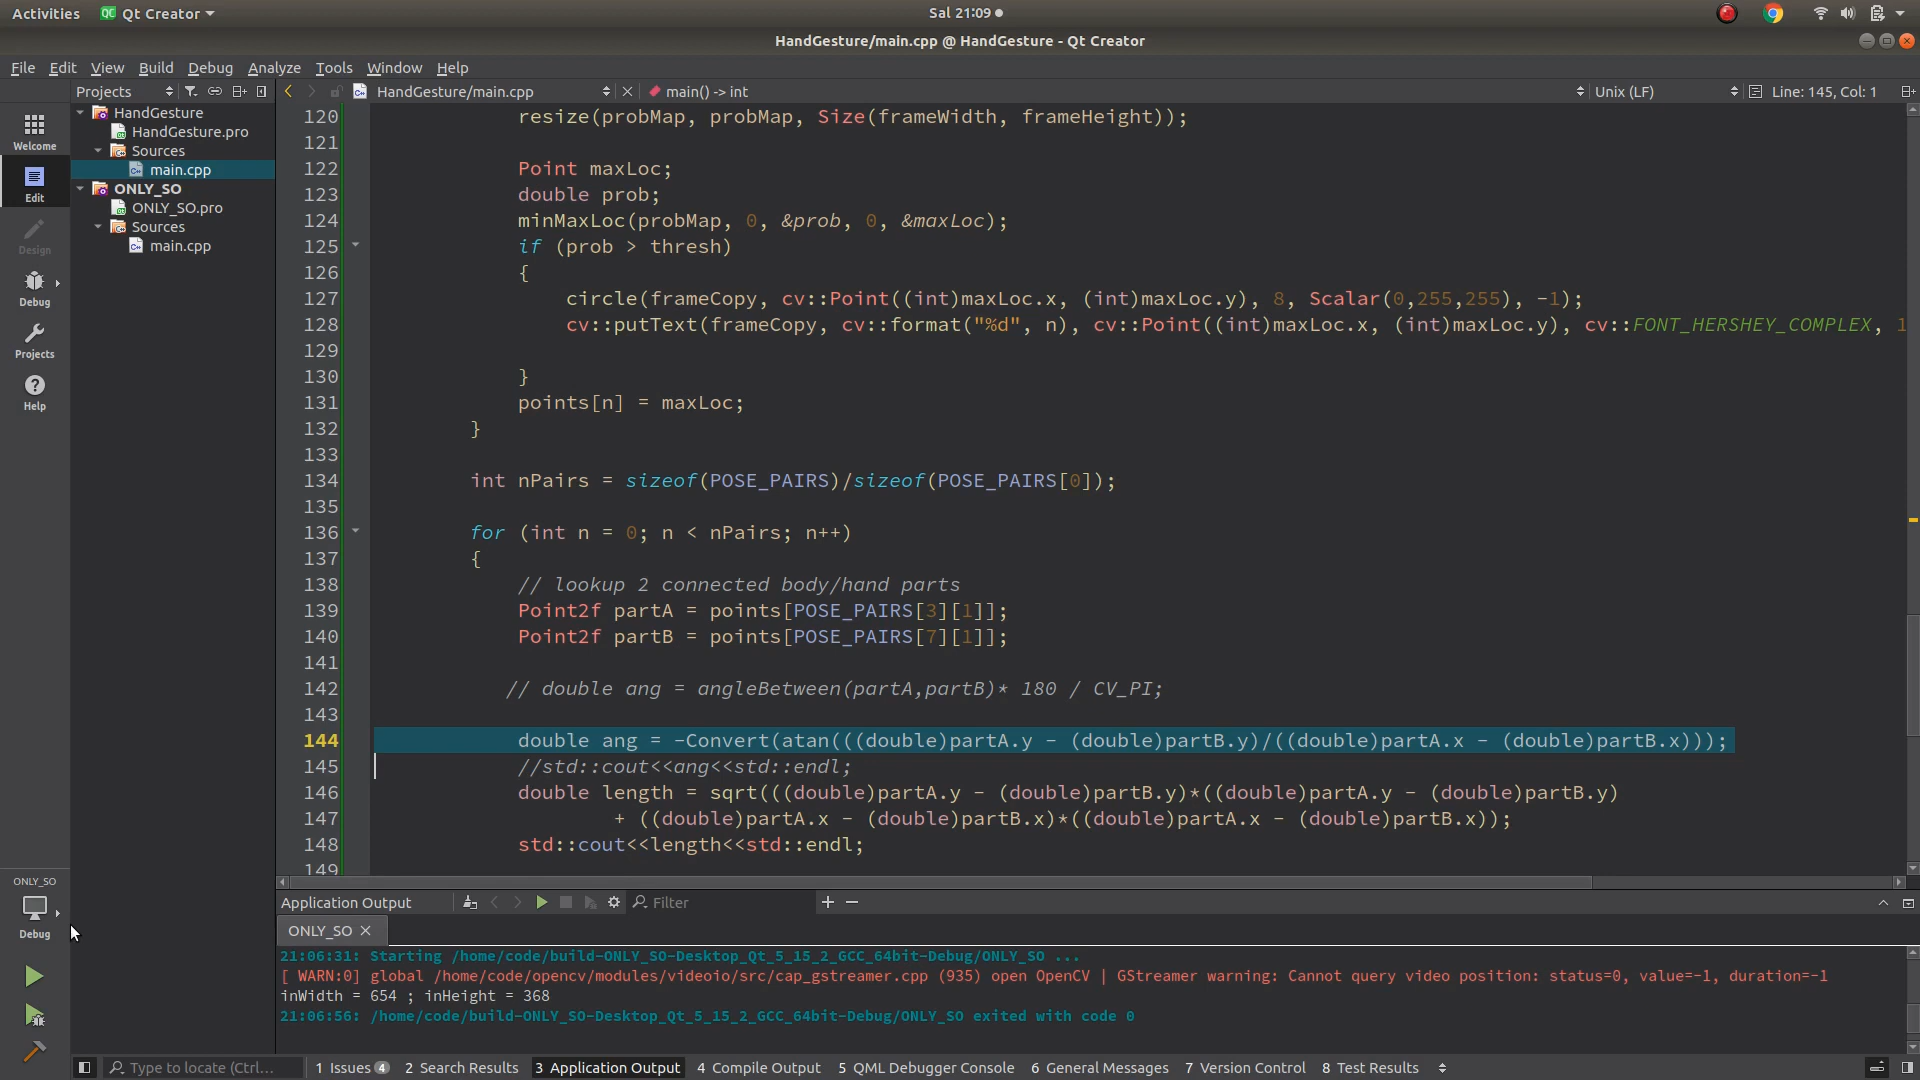 Activities
Qt Creator
Sal 21:09
HandGesture/main.cpp @ HandGesture - Qt Creator
File Edit View Build Debug Analyze Tools Window Help
Projects
HandGesture/main.cpp
main() -> int
Unix (LF)
Line: 145, Col: 1
Welcome
Edit
Design
Debug
Projects
Help
HandGesture
HandGesture.pro
Sources
main.cpp
ONLY_SO
ONLY_SO.pro
Sources
main.cpp
120 resize(probMap, probMap, Size(frameWidth, frameHeight));
121
122 Point maxLoc;
123 double prob;
124 minMaxLoc(probMap, 0, &prob, 0, &maxLoc);
125 if (prob > thresh)
126 {
127 circle(frameCopy, cv::Point((int)maxLoc.x, (int)maxLoc.y), 8, Scalar(0,255,255), -1);
128 cv::putText(frameCopy, cv::format("%d", n), cv::Point((int)maxLoc.x, (int)maxLoc.y), cv::FONT_HERSHEY_COMPLEX, 1
129
130 }
131 points[n] = maxLoc;
132 }
133
134 int nPairs = sizeof(POSE_PAIRS)/sizeof(POSE_PAIRS[0]);
135
136 for (int n = 0; n < nPairs; n++)
137 {
138 // lookup 2 connected body/hand parts
139 Point2f partA = points[POSE_PAIRS[3][1]];
140 Point2f partB = points[POSE_PAIRS[7][1]];
141
142 // double ang = angleBetween(partA,partB)* 180 / CV_PI;
143
144 double ang = -Convert(atan(((double)partA.y - (double)partB.y)/((double)partA.x - (double)partB.x)));
145 //std::cout<<ang<<std::endl;
146 double length = sqrt(((double)partA.y - (double)partB.y)*((double)partA.y - (double)partB.y)
147 + ((double)partA.x - (double)partB.x)*((double)partA.x - (double)partB.x));
148 std::cout<<length<<std::endl;
149
ONLY_SO
Debug
Application Output
Filter
ONLY_SO
21:06:31: Starting /home/code/build-ONLY_SO-Desktop_Qt_5_15_2_GCC_64bit-Debug/ONLY_SO ...
[ WARN:0] global /home/code/opencv/modules/videoio/src/cap_gstreamer.cpp (935) open OpenCV | GStreamer warning: Cannot query video position: status=0, value=-1, duration=-1
inWidth = 654 ; inHeight = 368
21:06:56: /home/code/build-ONLY_SO-Desktop_Qt_5_15_2_GCC_64bit-Debug/ONLY_SO exited with code 0
Type to locate (Ctrl...
1 Issues 4
2 Search Results
3 Application Output
4 Compile Output
5 QML Debugger Console
6 General Messages
7 Version Control
8 Test Results